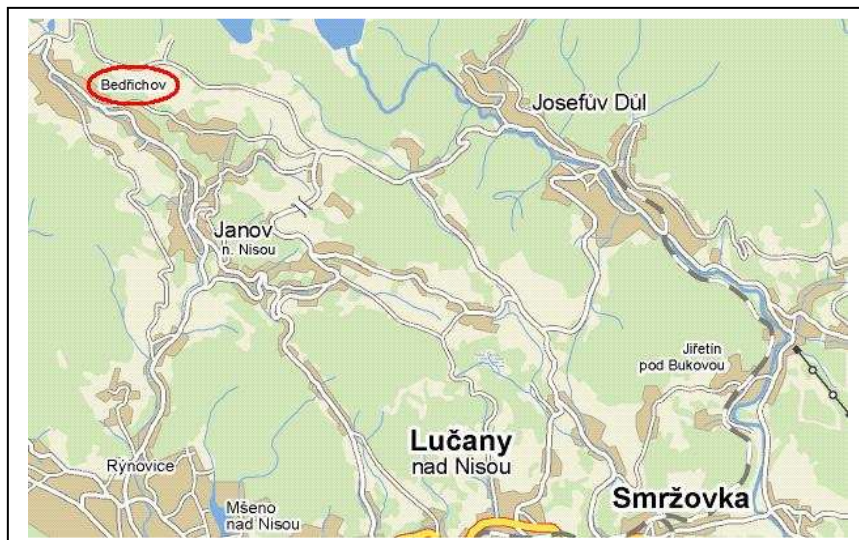 Bedřichov
Josefův Důl
Janov
n. Nisou
Jiřetín
pod Bukovou
Lučany
nad Nisou
Rýnovice
Mšeno
nad Nisou
Smržovka